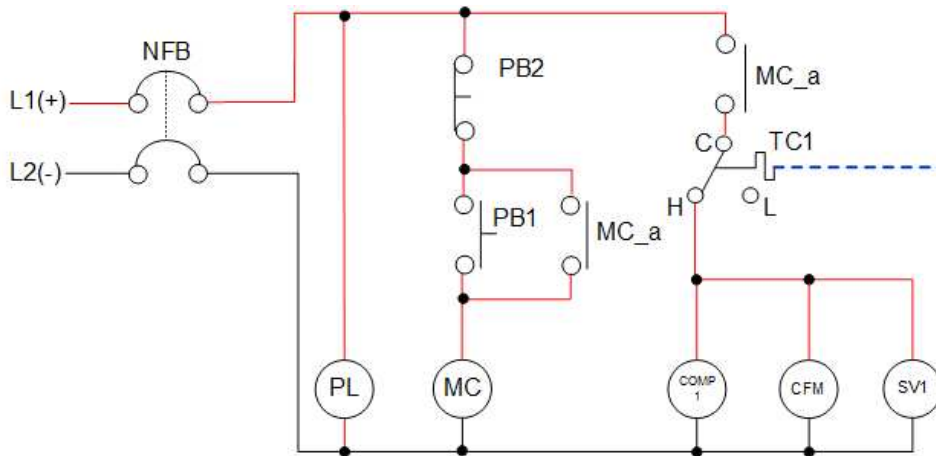 NFB
PB2
MC_a
L1(+)
C
TC1
L2(-)
H
L
PB1
MC_a
PL
MC
COMP
1
CFM
SV1